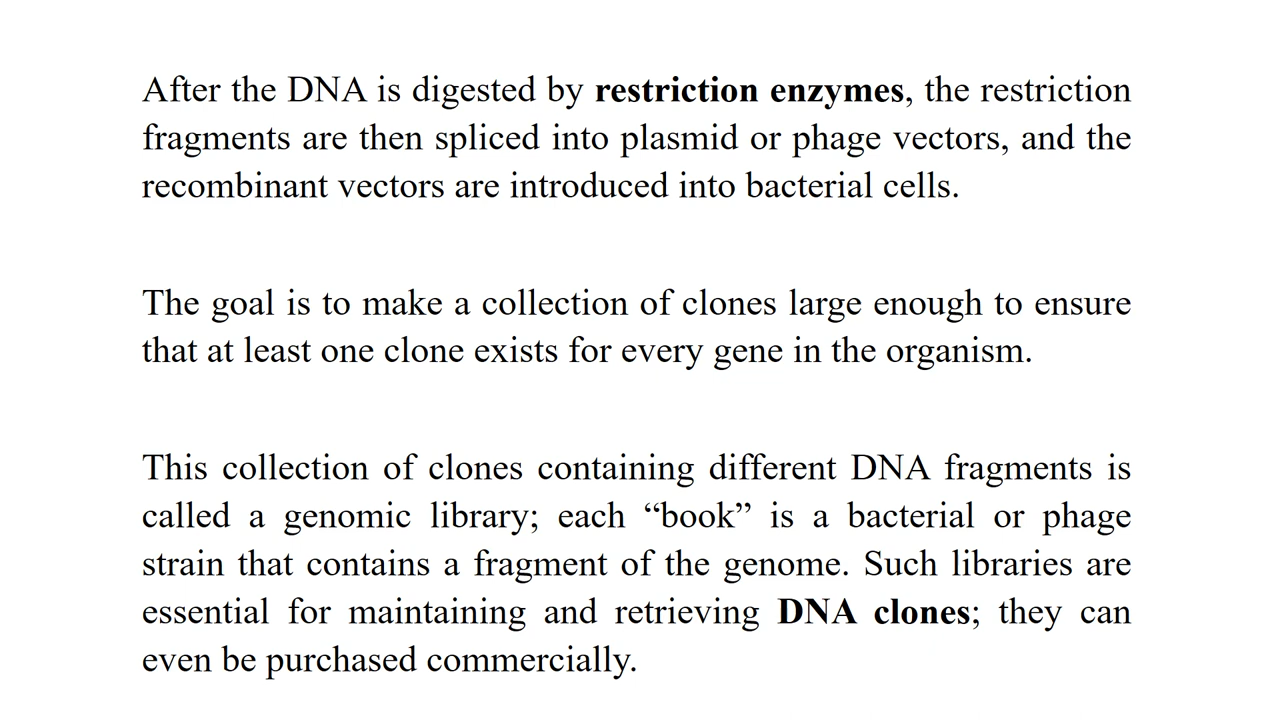 After the DNA is digested by restriction enzymes, the restriction
fragments are then spliced into plasmid or phage vectors, and the
recombinant vectors are introduced into bacterial cells.
The goal is to make a collection of clones large enough to ensure
that at least one clone exists for every gene in the organism.
This collection of clones containing different DNA fragments is
called a genomic library; each “book” is a bacterial or phage
strain that contains a fragment of the genome. Such libraries are
essential for maintaining and retrieving DNA clones; they can
even be purchased commercially.